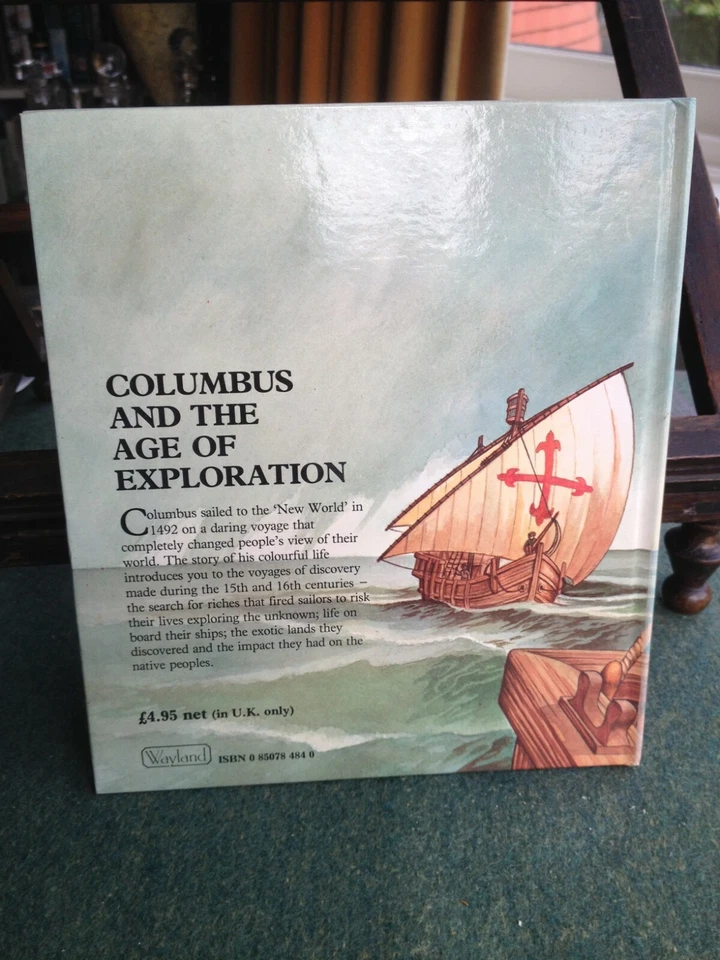 COLUMBUS
AND THE
AGE OF
EXPLORATION
Columbus sailed to the ‘New World’ in
1492 on a daring voyage that
completely changed people’s view of their
world. The story of his colourful life
introduces you to the voyages of discovery
made during the 15th and 16th centuries –
the search for riches that fired sailors to risk
their lives exploring the unknown; life on
board their ships; the exotic lands they
discovered and the impact they had on the
native peoples.
£4.95 net (in U.K. only)
Wayland ISBN 0 85078 484 0